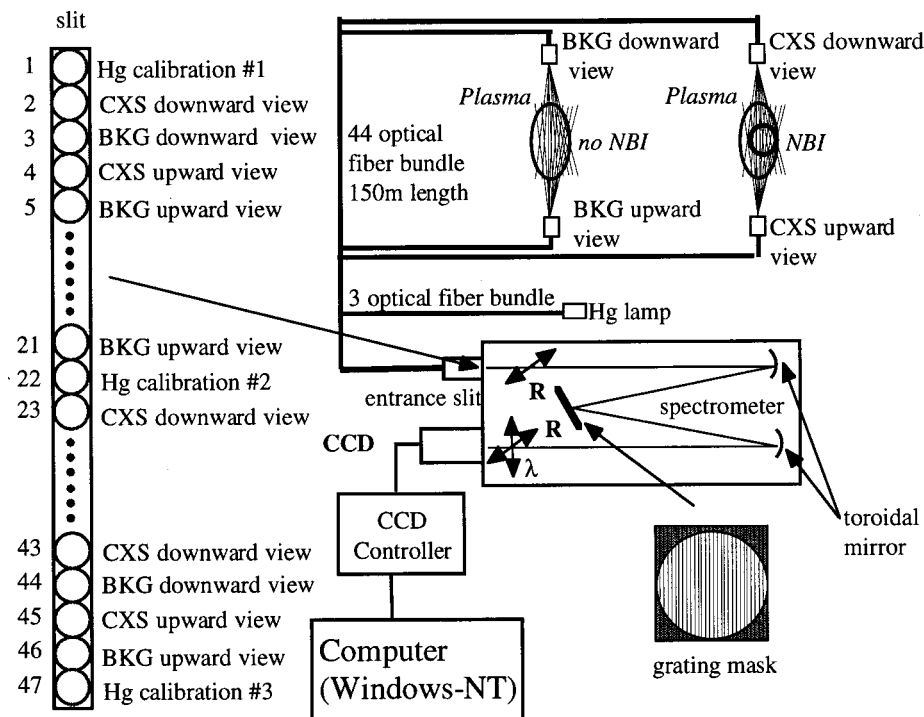 slit
1 Hg calibration #1
2 CXS downward view
3 BKG downward view
4 CXS upward view
5 BKG upward view
21 BKG upward view
22 Hg calibration #2
23 CXS downward view
43 CXS downward view
44 BKG downward view
45 CXS upward view
46 BKG upward view
47 Hg calibration #3
BKG downward
view
CXS downward
view
Plasma
no NBI
Plasma
NBI
44 optical
fiber bundle
150m length
BKG upward
view
CXS upward
view
3 optical fiber bundle
Hg lamp
entrance slit
R
spectrometer
R
λ
CCD
CCD
Controller
Computer
(Windows-NT)
toroidal
mirror
grating mask